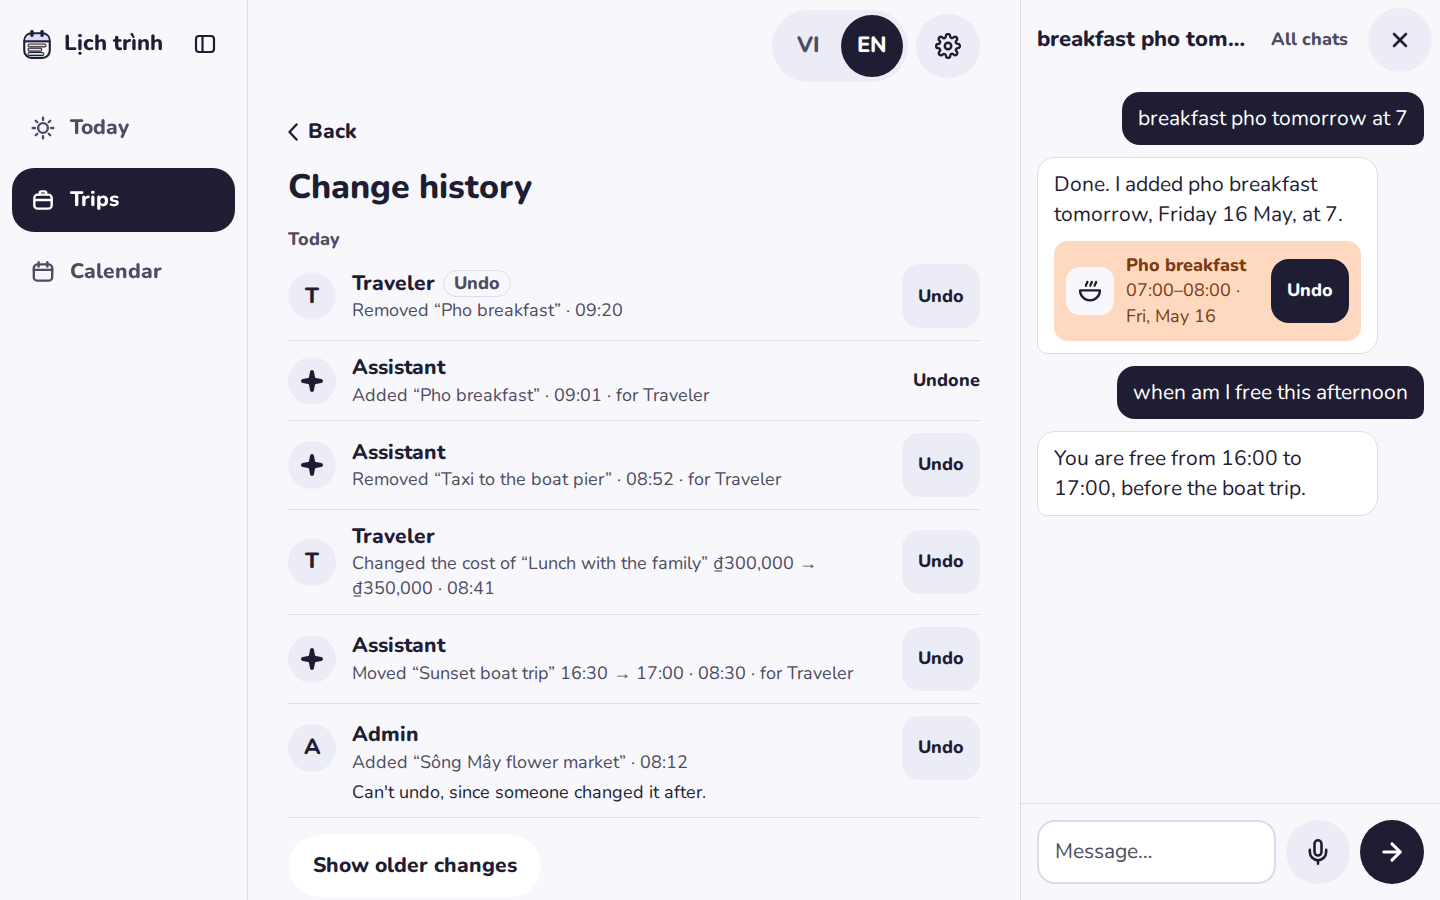 Lịch trình
Today
Trips
Calendar
VI
EN
Back
Change history
Today
T
Traveler Undo
Removed “Pho breakfast” · 09:20
Undo
Assistant
Added “Pho breakfast” · 09:01 · for Traveler
Undone
Assistant
Removed “Taxi to the boat pier” · 08:52 · for Traveler
Undo
T
Traveler
Changed the cost of “Lunch with the family” ₫300,000 →
₫350,000 · 08:41
Undo
Assistant
Moved “Sunset boat trip” 16:30 → 17:00 · 08:30 · for Traveler
Undo
A
Admin
Added “Sông Mây flower market” · 08:12
Can't undo, since someone changed it after.
Undo
Show older changes
breakfast pho tom...
All chats
breakfast pho tomorrow at 7
Done. I added pho breakfast
tomorrow, Friday 16 May, at 7.
Pho breakfast
07:00–08:00 ·
Fri, May 16
Undo
when am I free this afternoon
You are free from 16:00 to
17:00, before the boat trip.
Message...